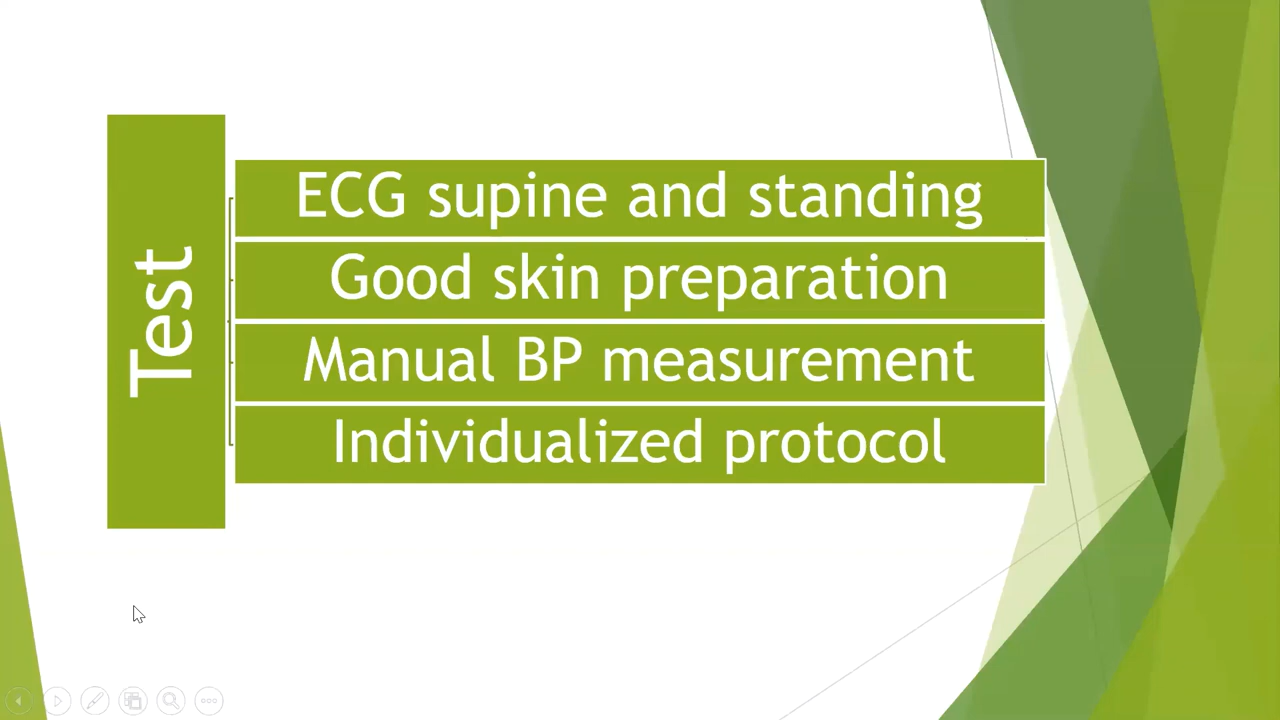 Test
ECG supine and standing
Good skin preparation
Manual BP measurement
Individualized protocol